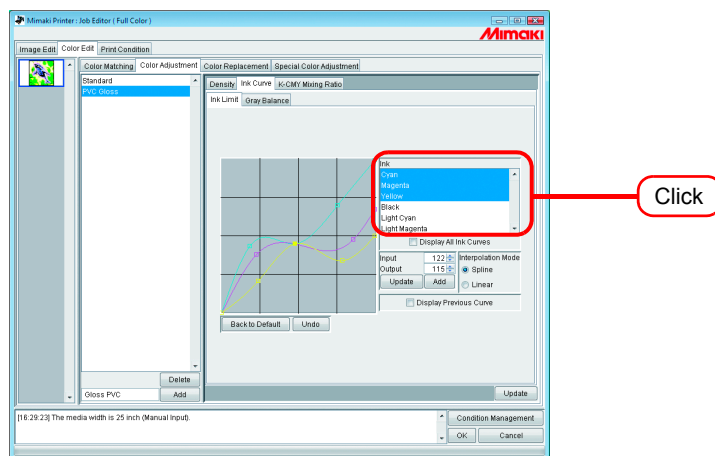 Mimaki Printer : Job Editor ( Full Color )
Mimaki
Image Edit Color Edit Print Condition
Color Matching Color Adjustment Color Replacement Special Color Adjustment
Standard
PVC Gloss
Density Ink Curve K-CMY Mixing Ratio
Ink Limit Gray Balance
Ink
Cyan
Magenta
Yellow
Black
Light Cyan
Light Magenta
Click
Display All Ink Curves
Input 122 Interpolation Mode
Output 115 Spline
Update Add Linear
Display Previous Curve
Back to Default Undo
Delete
Gloss PVC Add
Update
[16:29:23] The media width is 25 inch (Manual Input).
Condition Management
OK Cancel